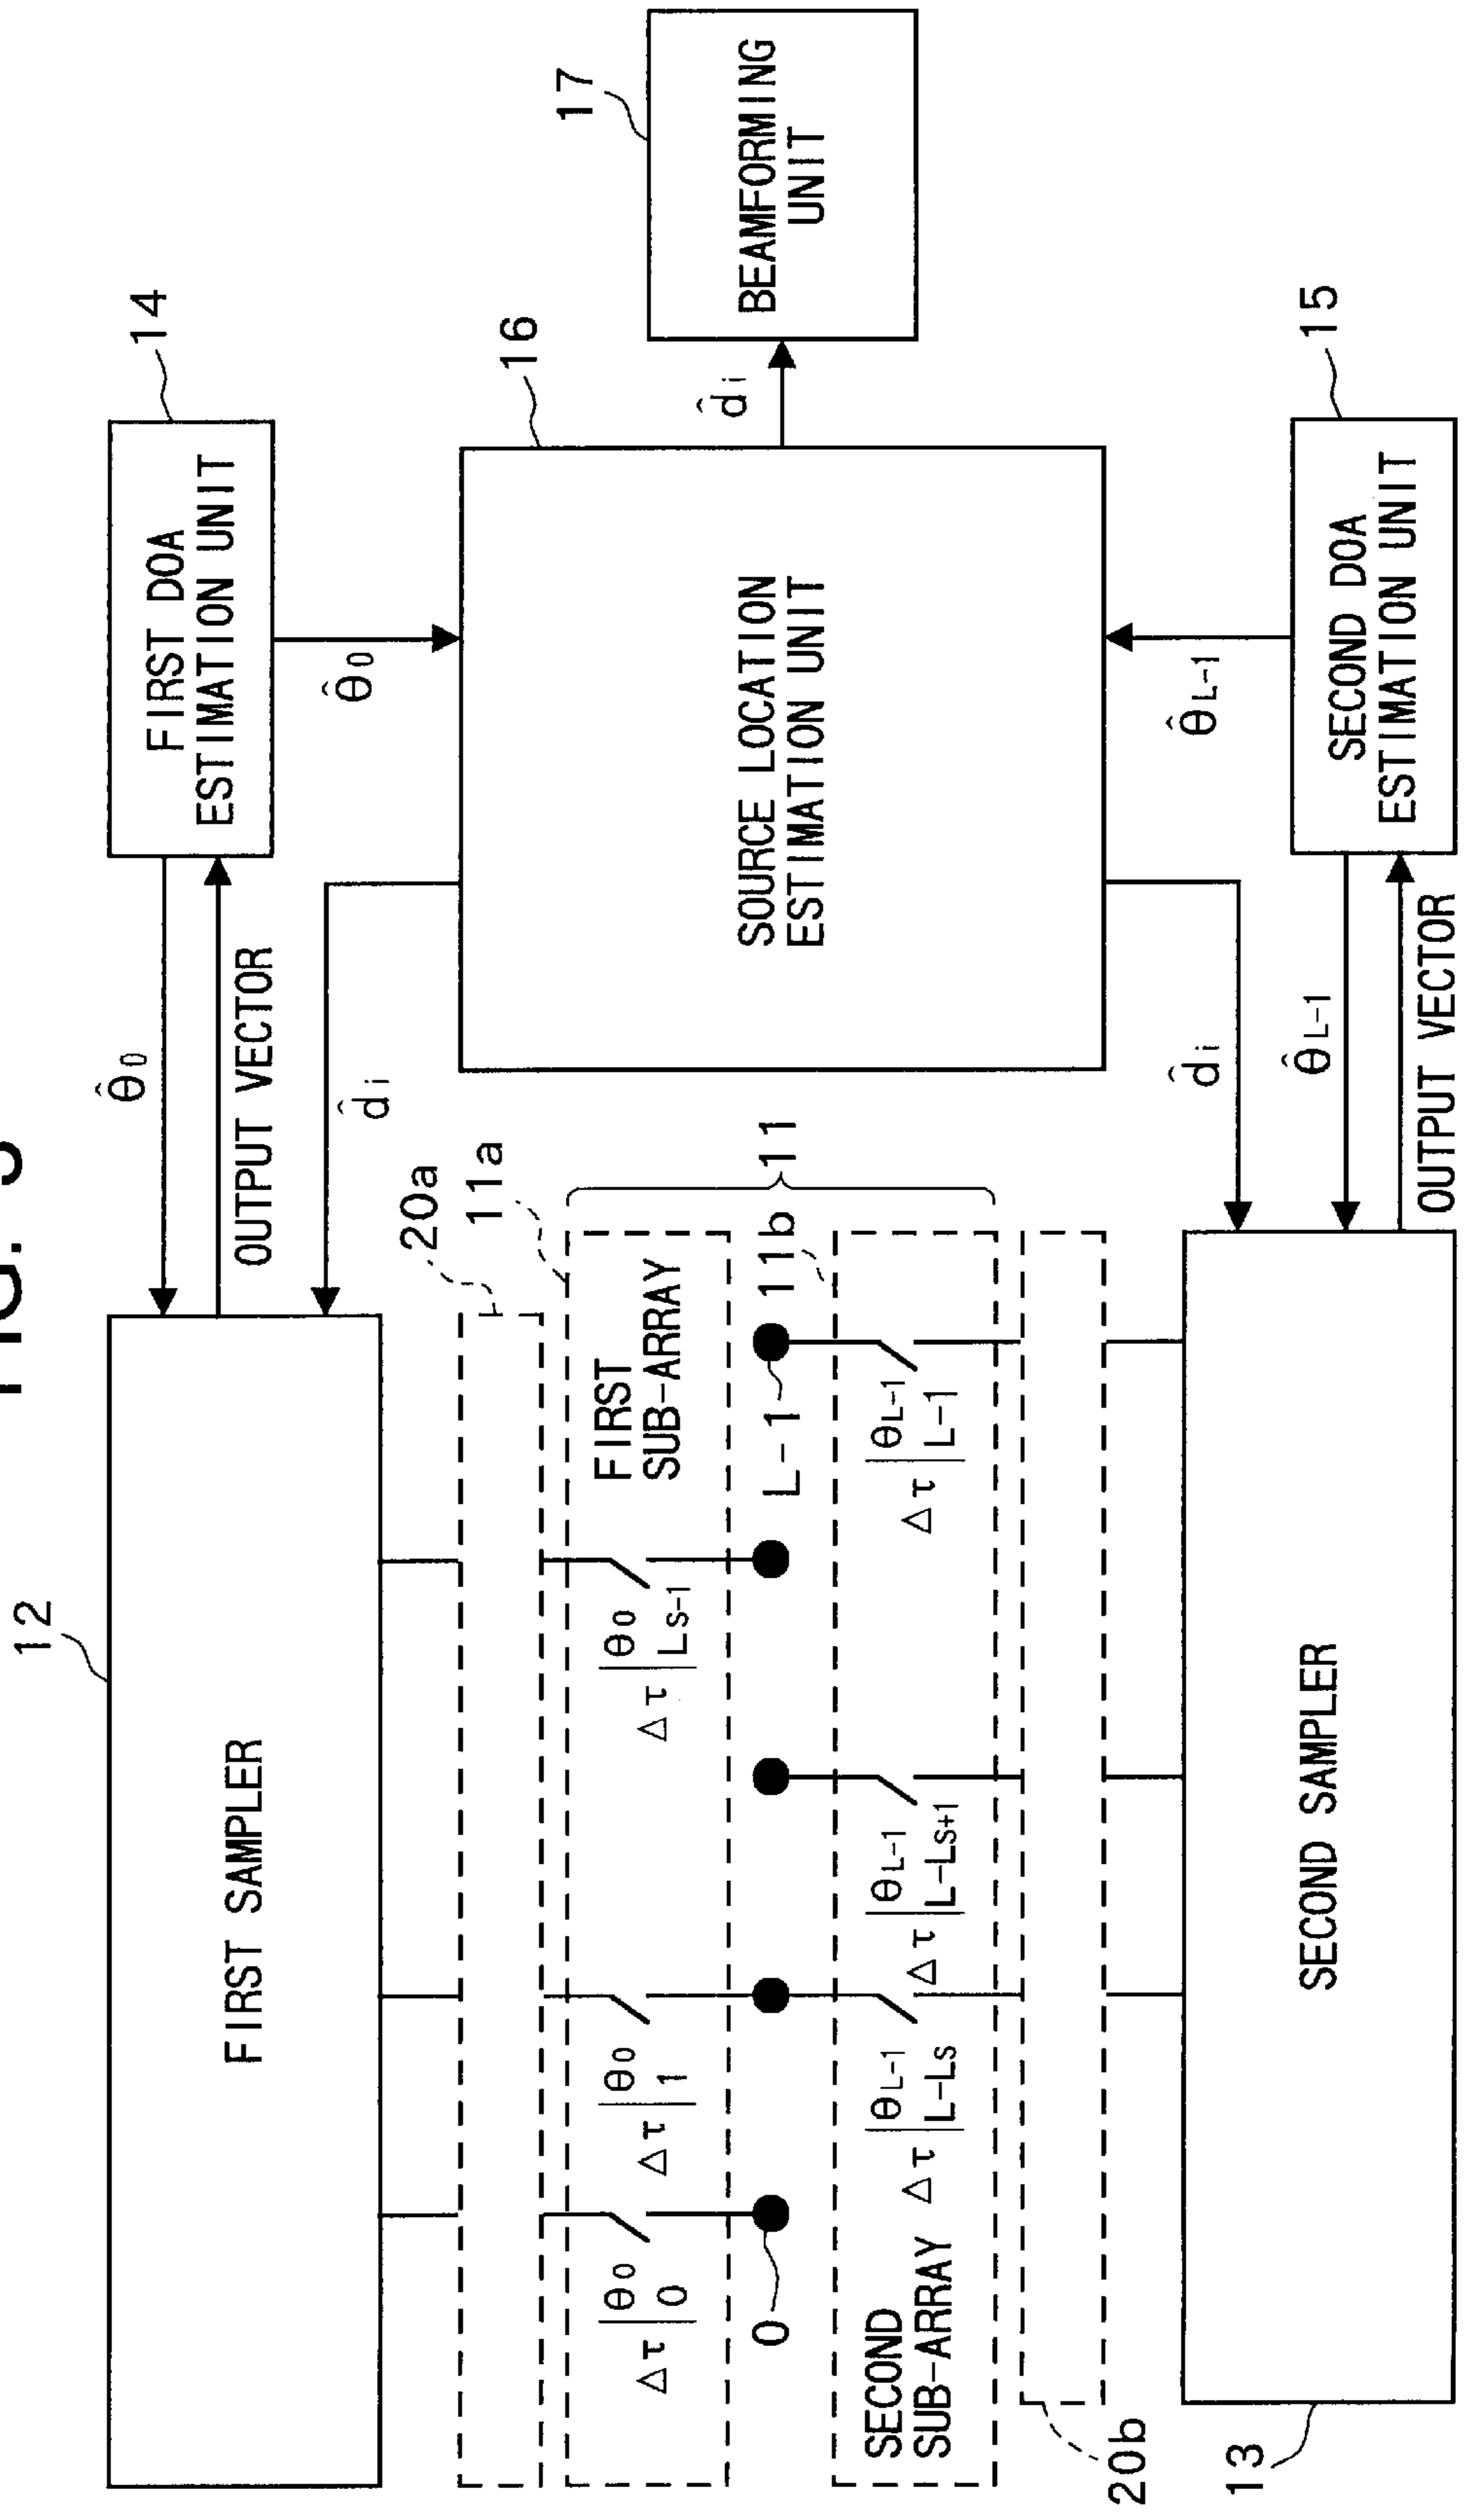 12
FIRST SAMPLER
θ̂0
OUTPUT VECTOR
d̂i
14
FIRST DOA
ESTIMATION UNIT
θ̂0
20a
11a
FIRST
SUB-ARRAY
Δτ|θ0 0
Δτ|θ0 1
Δτ|θ0 Ls-1
0
L-1
11
11b
SECOND
SUB-ARRAY
Δτ|θL-1 L-Ls
Δτ|θL-1 L-Ls+1
Δτ|θL-1 L-1
20b
16
SOURCE LOCATION
ESTIMATION UNIT
d̂i
17
BEAMFORMING
UNIT
13
SECOND SAMPLER
d̂i
θ̂L-1
OUTPUT VECTOR
θ̂L-1
15
SECOND DOA
ESTIMATION UNIT